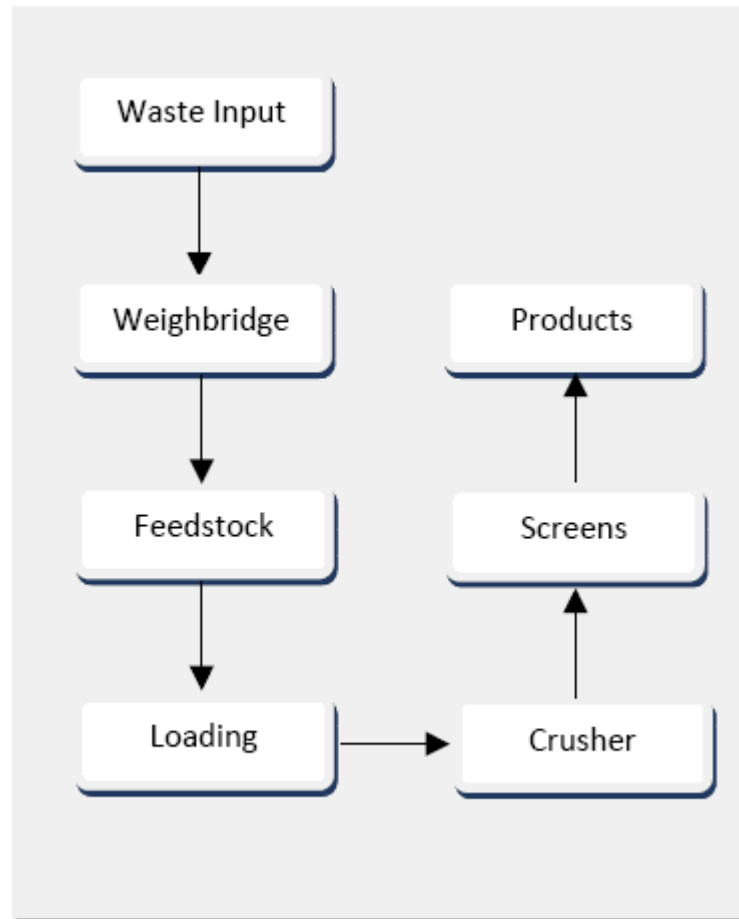 Waste Input
Weighbridge
Feedstock
Loading
Crusher
Screens
Products